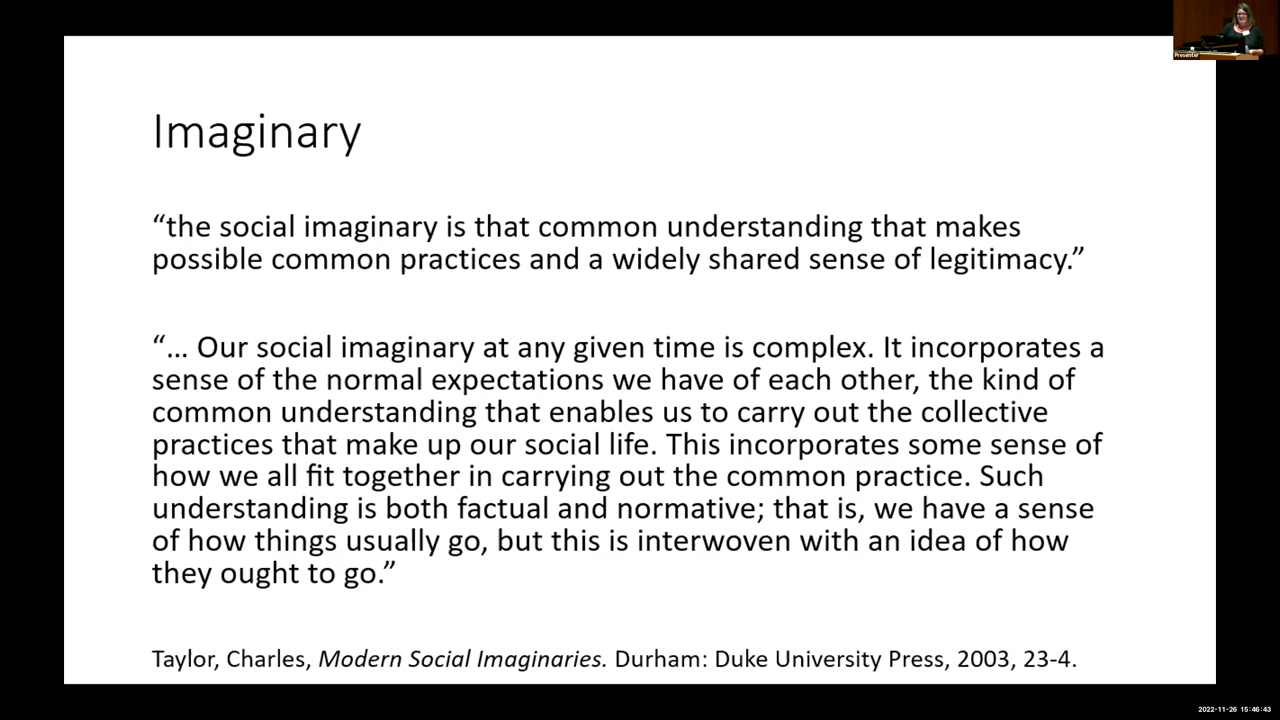 Presenter
Imaginary
“the social imaginary is that common understanding that makes
possible common practices and a widely shared sense of legitimacy.”
“... Our social imaginary at any given time is complex. It incorporates a
sense of the normal expectations we have of each other, the kind of
common understanding that enables us to carry out the collective
practices that make up our social life. This incorporates some sense of
how we all fit together in carrying out the common practice. Such
understanding is both factual and normative; that is, we have a sense
of how things usually go, but this is interwoven with an idea of how
they ought to go.”
Taylor, Charles, Modern Social Imaginaries. Durham: Duke University Press, 2003, 23-4.
2022-11-26 15:46:43